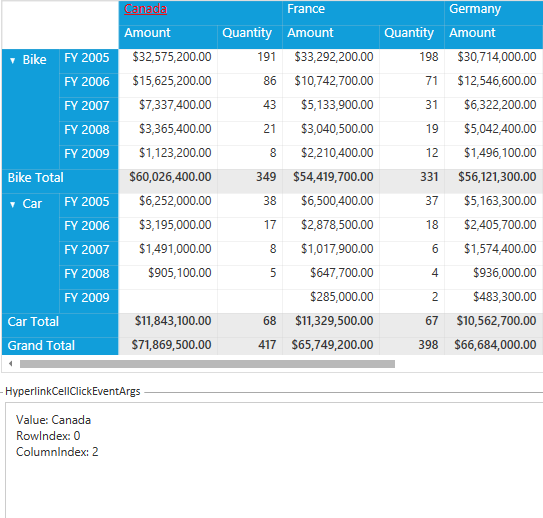 Canada France Germany
Amount Quantity Amount Quantity Amount
Bike FY 2005 $32,575,200.00 191 $33,292,200.00 198 $30,714,000.00
FY 2006 $15,625,200.00 86 $10,742,700.00 71 $12,546,600.00
FY 2007 $7,337,400.00 43 $5,133,900.00 31 $6,322,200.00
FY 2008 $3,365,400.00 21 $3,040,500.00 19 $5,042,400.00
FY 2009 $1,123,200.00 8 $2,210,400.00 12 $1,496,100.00
Bike Total $60,026,400.00 349 $54,419,700.00 331 $56,121,300.00
Car FY 2005 $6,252,000.00 38 $6,500,400.00 37 $5,163,300.00
FY 2006 $3,195,000.00 17 $2,878,500.00 18 $2,405,700.00
FY 2007 $1,491,000.00 8 $1,017,900.00 6 $1,574,400.00
FY 2008 $905,100.00 5 $647,700.00 4 $936,000.00
FY 2009 $285,000.00 2 $483,300.00
Car Total $11,843,100.00 68 $11,329,500.00 67 $10,562,700.00
Grand Total $71,869,500.00 417 $65,749,200.00 398 $66,684,000.00
HyperlinkCellClickEventArgs
Value: Canada
RowIndex: 0
ColumnIndex: 2